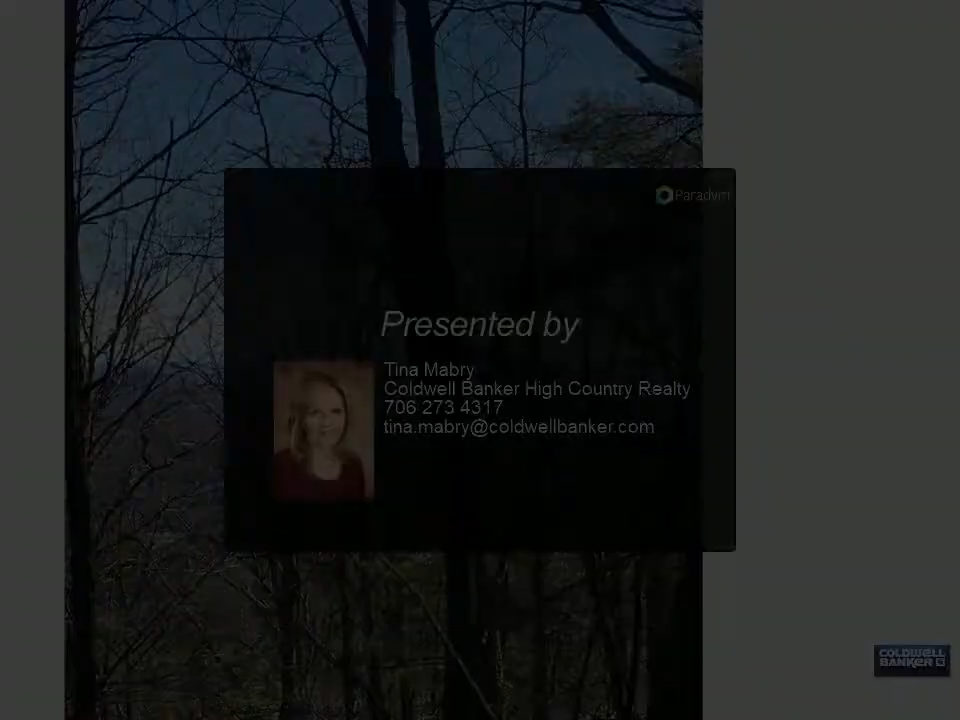 Paradym
Presented by
Tina Mabry
Coldwell Banker High Country Realty
706 273 4317
tina.mabry@coldwellbanker.com
COLDWELL
BANKER